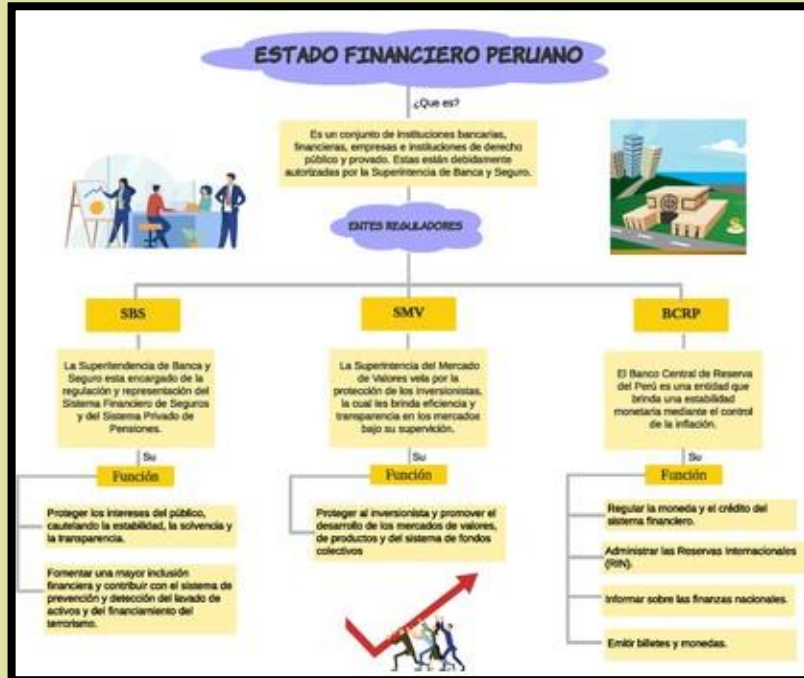 ESTADO FINANCIERO PERUANO
¿Que es?
Es un conjunto de instituciones bancarias,
financieras, empresas e instituciones de derecho
público y provado. Estas están debidamente
autorizadas por la Superintencia de Banca y Seguro.
ENTES REGULADORES
SBS
La Superitendencia de Banca y
Seguro esta encargado de la
regulación y representación del
Sistema Financiero de Seguros
y del Sistema Privado de
Pensiones.
Su
Función
Proteger los intereses del público,
cautelando la estabilidad, la solvencia y
la transparencia.
Fomentar una mayor inclusión
financiera y contribuir con el sistema de
prevención y detección del lavado de
activos y del financiamiento del
terrorismo.
SMV
La Superintencia del Mercado
de Valores vela por la
protección de los inversionistas,
la cual les brinda eficiencia y
transparencia en los mercados
bajo su supervición.
Su
Función
Proteger al inversionista y promover el
desarrollo de los mercados de valores,
de productos y del sistema de fondos
colectivos
BCRP
El Banco Central de Reserva
del Perú es una entidad que
brinda una estabilidad
monetaria mediante el control
de la inflación.
Su
Función
Regular la moneda y el crédito del
sistema financiero.
Administrar las Reservas Internacionales
(RIN).
Informar sobre las finanzas nacionales.
Emitir billetes y monedas.